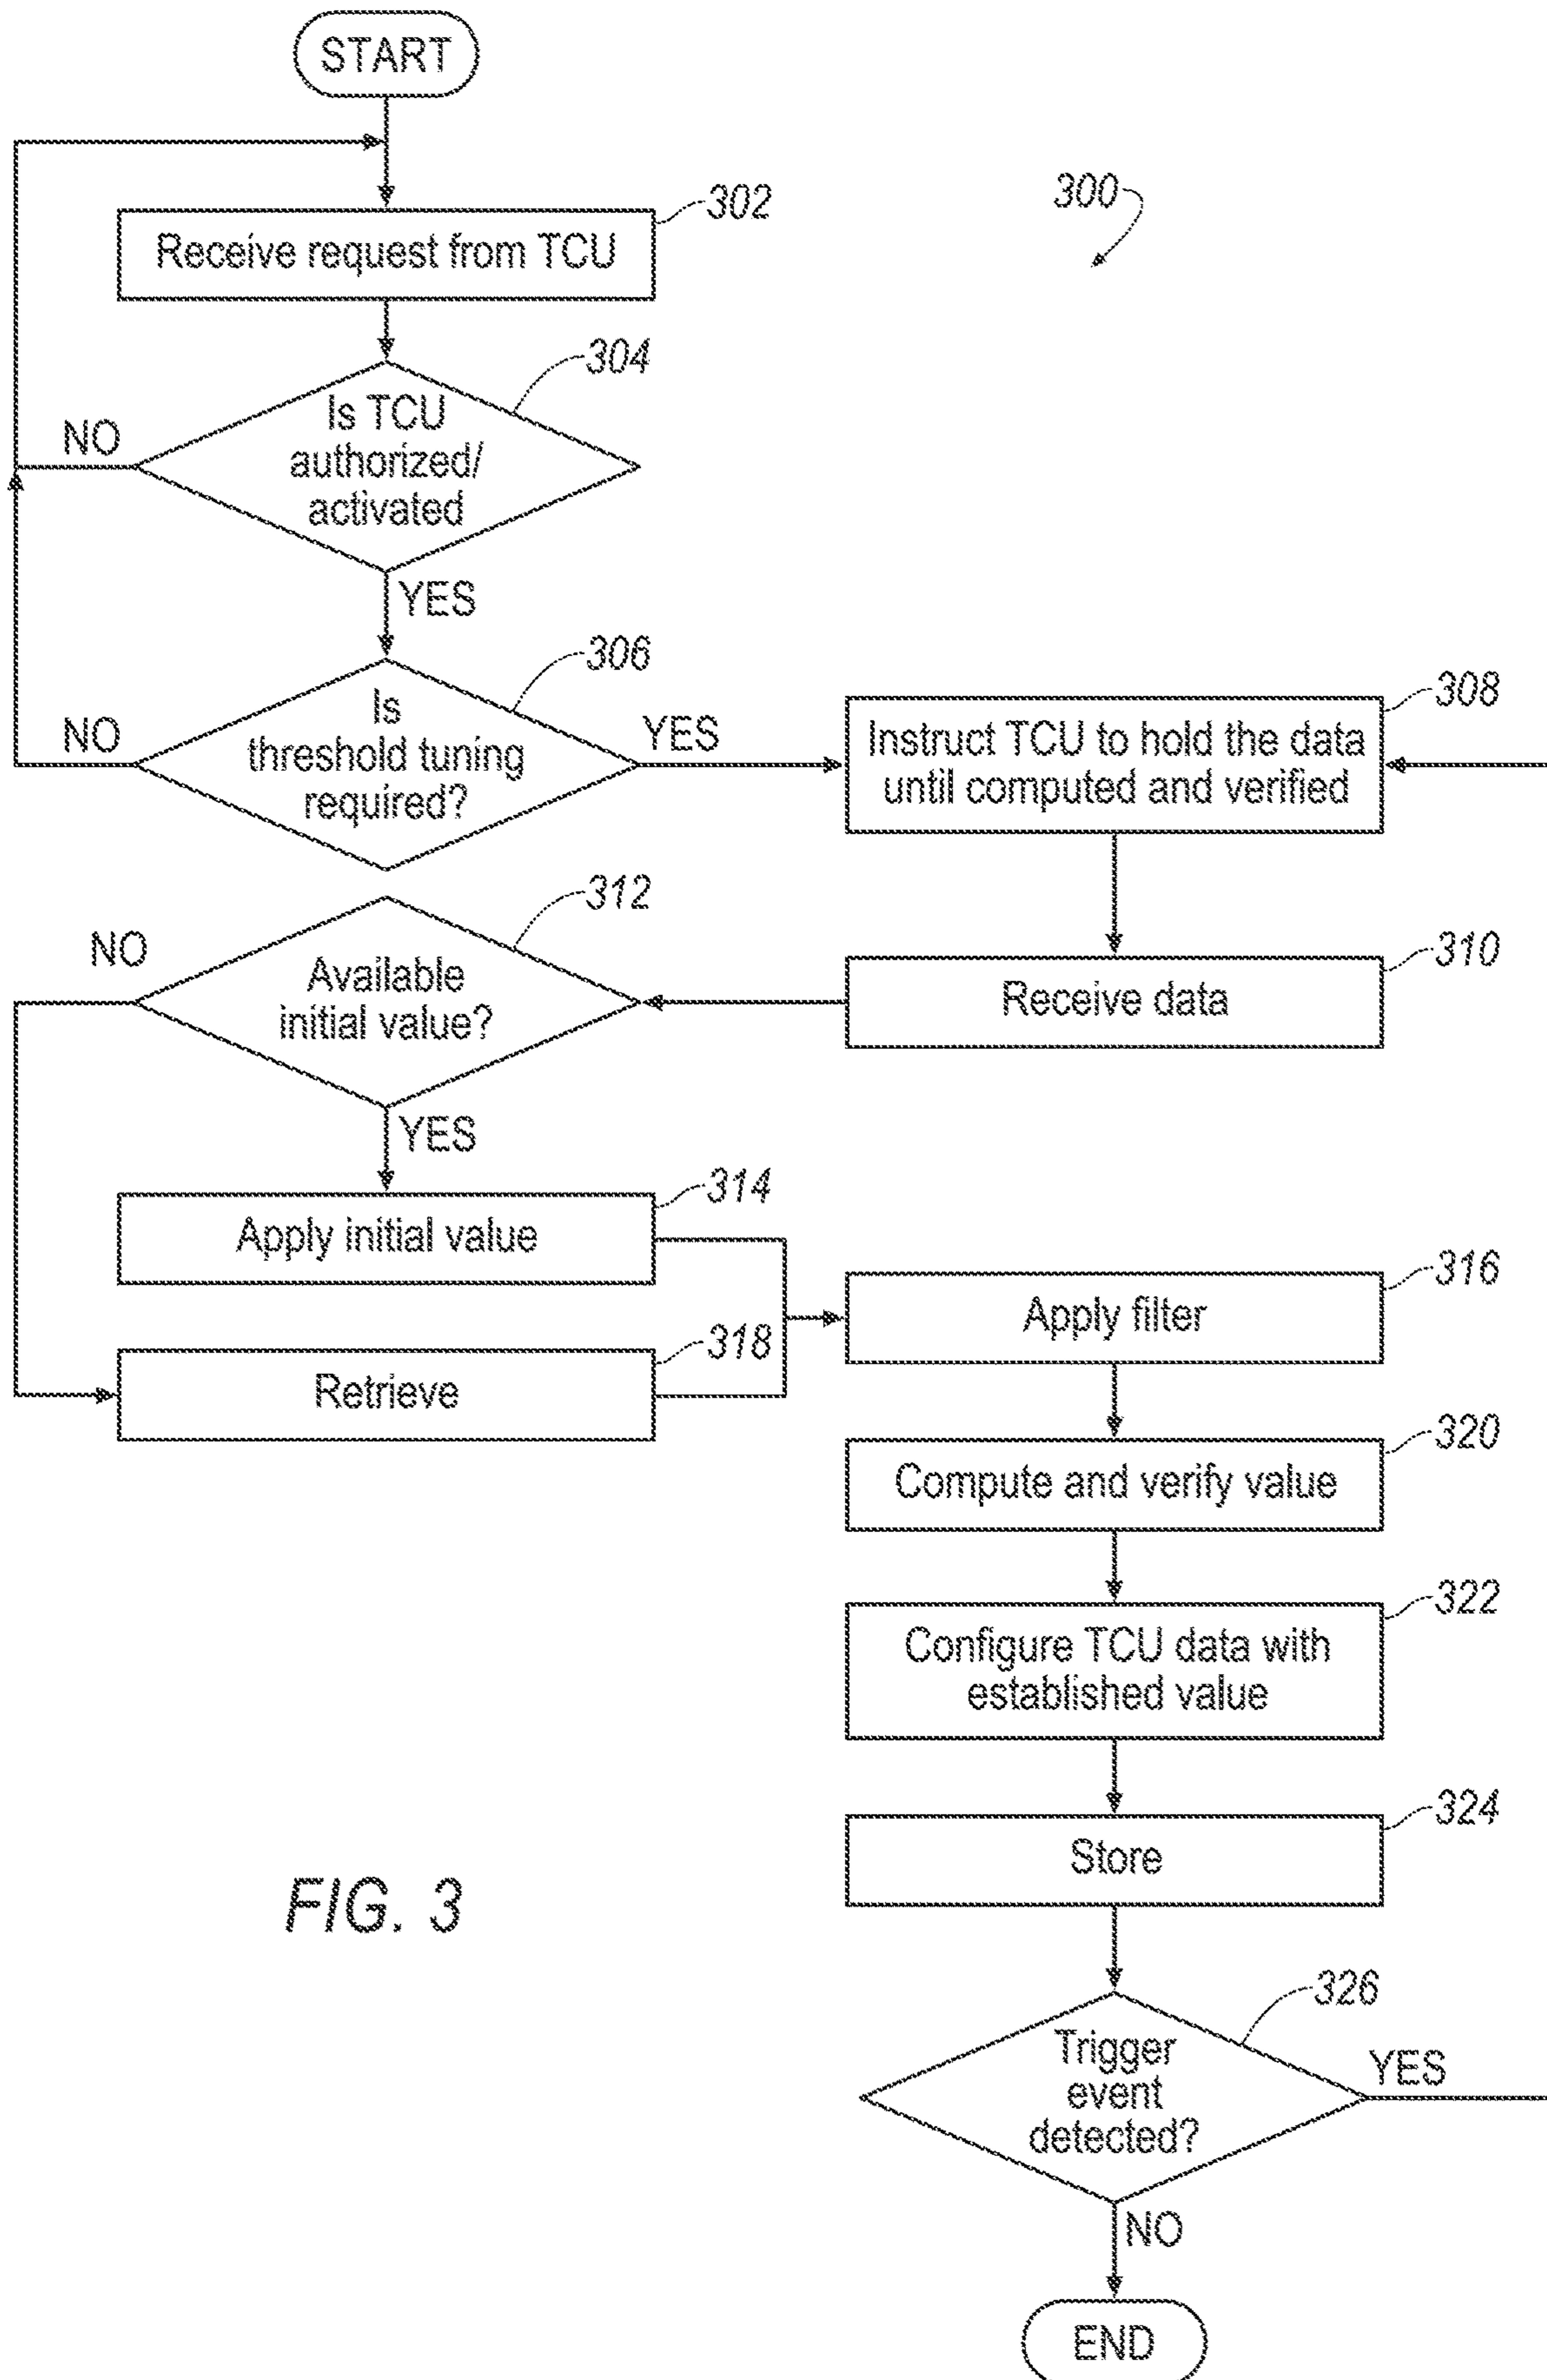 START
302
Receive request from TCU
300
304
Is TCU
authorized/
activated
NO
YES
306
Is
threshold tuning
required?
NO
YES
308
Instruct TCU to hold the data
until computed and verified
310
Receive data
312
Available
initial value?
NO
YES
314
Apply initial value
316
Apply filter
318
Retrieve
320
Compute and verify value
322
Configure TCU data with
established value
324
Store
326
Trigger
event
detected?
YES
NO
END
FIG. 3